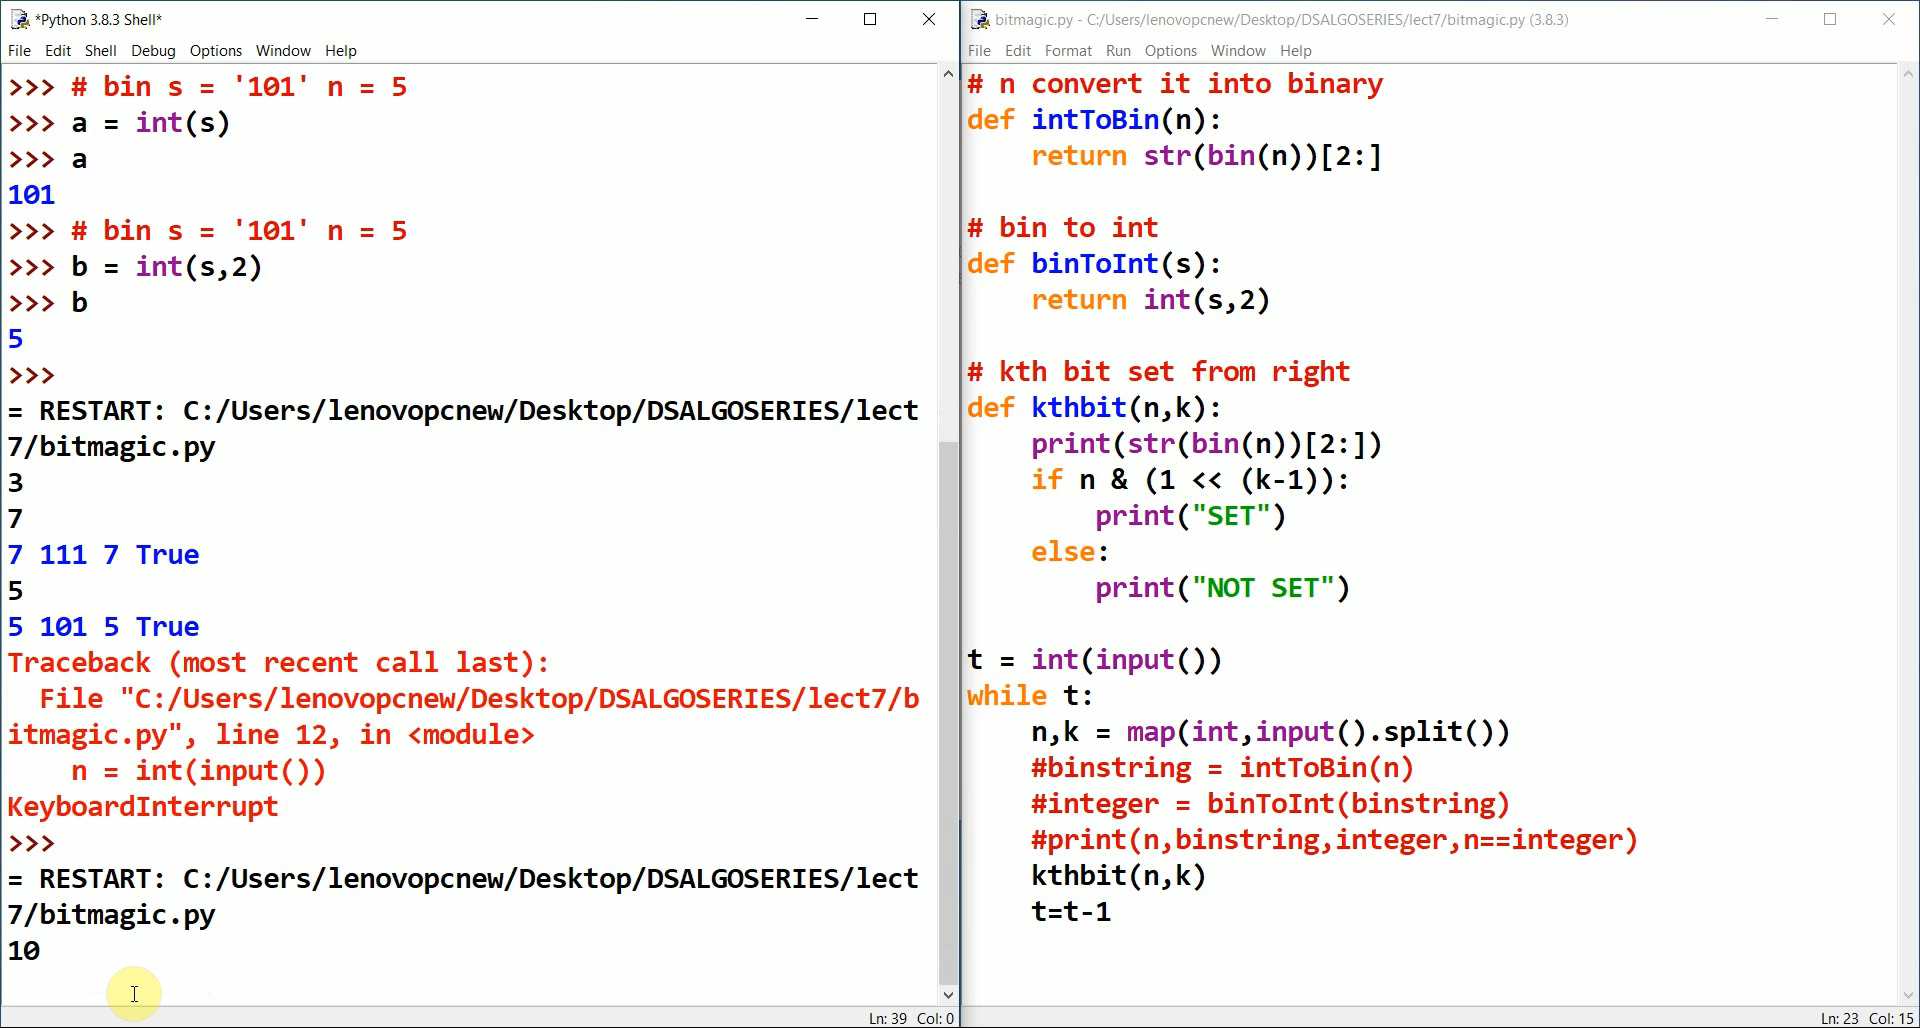 *Python 3.8.3 Shell*
File Edit Shell Debug Options Window Help
>>> # bin s = '101' n = 5
>>> a = int(s)
>>> a
101
>>> # bin s = '101' n = 5
>>> b = int(s,2)
>>> b
5
>>>
= RESTART: C:/Users/lenovopcnew/Desktop/DSALGOSERIES/lect
7/bitmagic.py
3
7
7 111 7 True
5
5 101 5 True
Traceback (most recent call last):
  File "C:/Users/lenovopcnew/Desktop/DSALGOSERIES/lect7/b
itmagic.py", line 12, in <module>
    n = int(input())
KeyboardInterrupt
>>>
= RESTART: C:/Users/lenovopcnew/Desktop/DSALGOSERIES/lect
7/bitmagic.py
10
Ln: 39 Col: 0
bitmagic.py - C:/Users/lenovopcnew/Desktop/DSALGOSERIES/lect7/bitmagic.py (3.8.3)
File Edit Format Run Options Window Help
# n convert it into binary
def intToBin(n):
    return str(bin(n))[2:]
# bin to int
def binToInt(s):
    return int(s,2)
# kth bit set from right
def kthbit(n,k):
    print(str(bin(n))[2:])
    if n & (1 << (k-1)):
        print("SET")
    else:
        print("NOT SET")
t = int(input())
while t:
    n,k = map(int,input().split())
    #binstring = intToBin(n)
    #integer = binToInt(binstring)
    #print(n,binstring,integer,n==integer)
    kthbit(n,k)
    t=t-1
Ln: 23 Col: 15